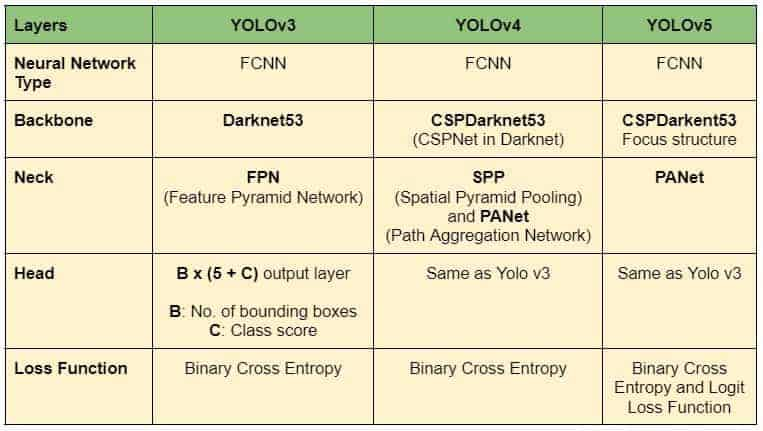 Layers YOLOv3 YOLOv4 YOLOv5
Neural Network Type FCNN FCNN FCNN
Backbone Darknet53 CSPDarknet53 CSPDarkent53
(CSPNet in Darknet) Focus structure
Neck FPN SPP PANet
(Feature Pyramid Network) (Spatial Pyramid Pooling)
and PANet
(Path Aggregation Network)
Head B x (5 + C) output layer Same as Yolo v3 Same as Yolo v3
B: No. of bounding boxes
C: Class score
Loss Function Binary Cross Entropy Binary Cross Entropy Binary Cross
Entropy and Logit
Loss Function